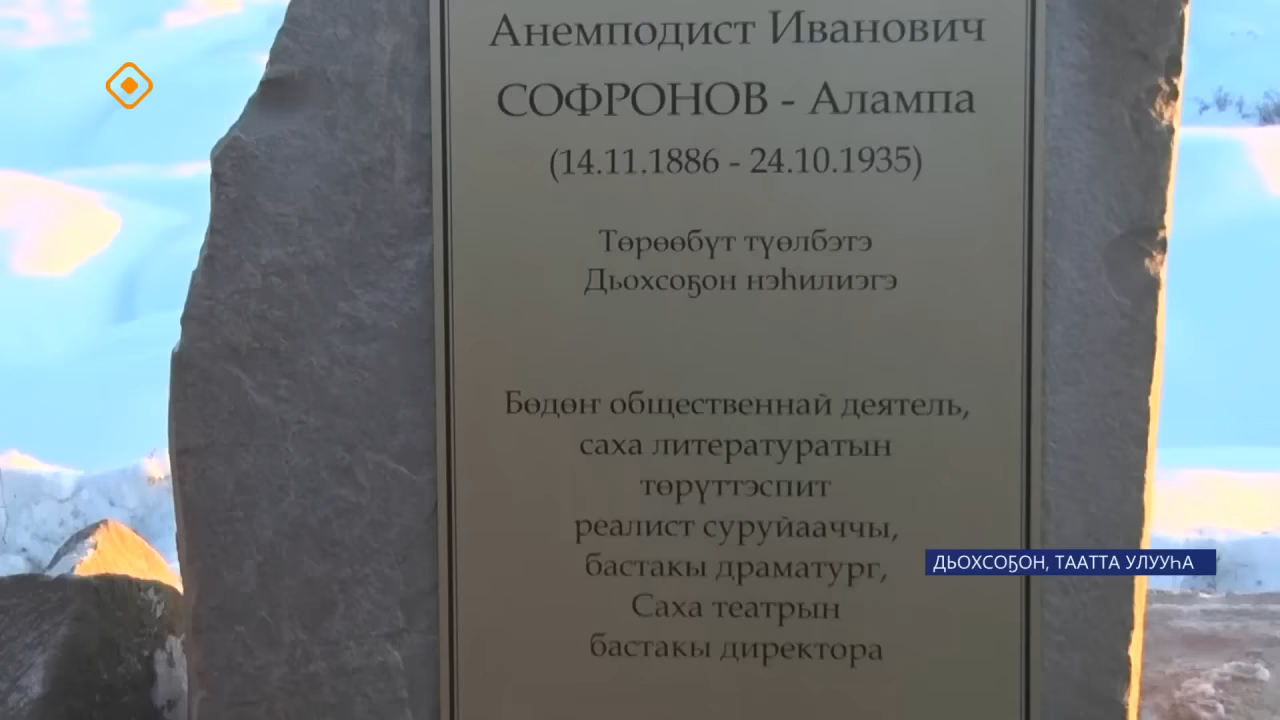 Анемподист Иванович
СОФРОНОВ - Алампа
(14.11.1886 - 24.10.1935)
Төрөөбүт түөлбэтэ
Дьохсоҕон нэһилиэгэ
Бөдөҥ общественнай деятель,
саха литературатын
төрүттэспит
реалист суруйааччы,
бастакы драматург,
Саха театрын
бастакы директора
ДЬОХСОҔОН, ТААТТА УЛУУҺА